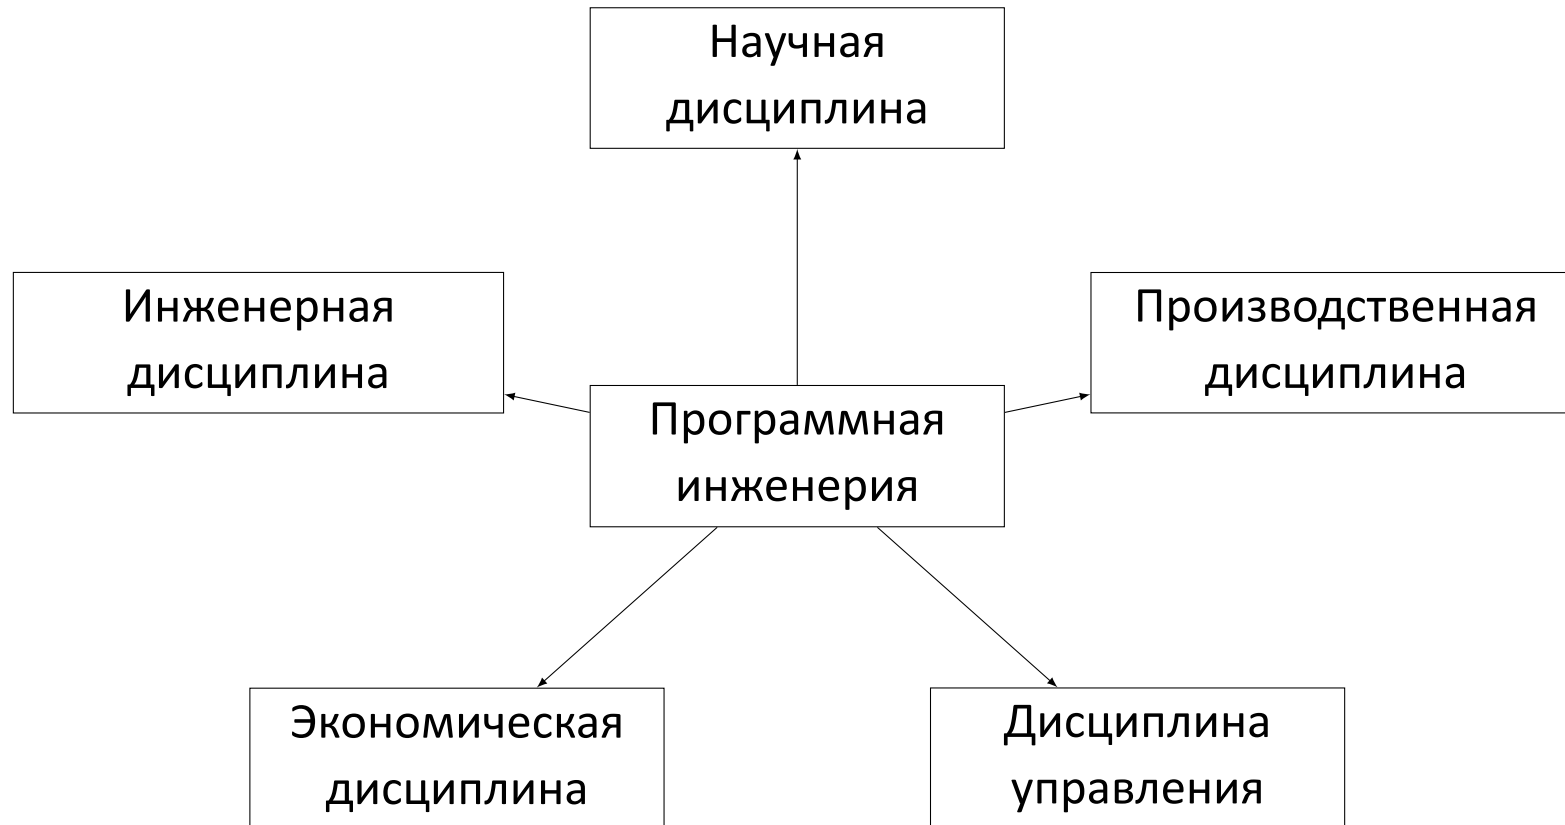 Научная
дисциплина
Инженерная
дисциплина
Производственная
дисциплина
Программная
инженерия
Экономическая
дисциплина
Дисциплина
управления